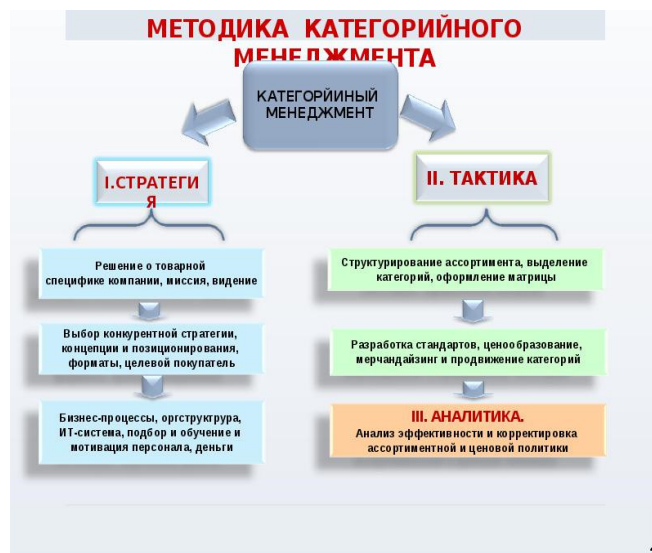 МЕТОДИКА КАТЕГОРИЙНОГО
МЕНЕДЖМЕНТА
КАТЕГОРЙИНЫЙ
МЕНЕДЖМЕНТ
I.СТРАТЕГИ
Я
Решение о товарной
специфике компании, миссия, видение
Выбор конкурентной стратегии,
концепции и позиционирования,
форматы, целевой покупатель
Бизнес-процессы, оргструктрура,
ИТ-система, подбор и обучение и
мотивация персонала, деньги
II. ТАКТИКА
Структурирование ассортимента, выделение
категорий, оформление матрицы
Разработка стандартов, ценообразование,
мерчандайзинг и продвижение категорий
III. АНАЛИТИКА.
Анализ эффективности и корректировка
ассортиментной и ценовой политики